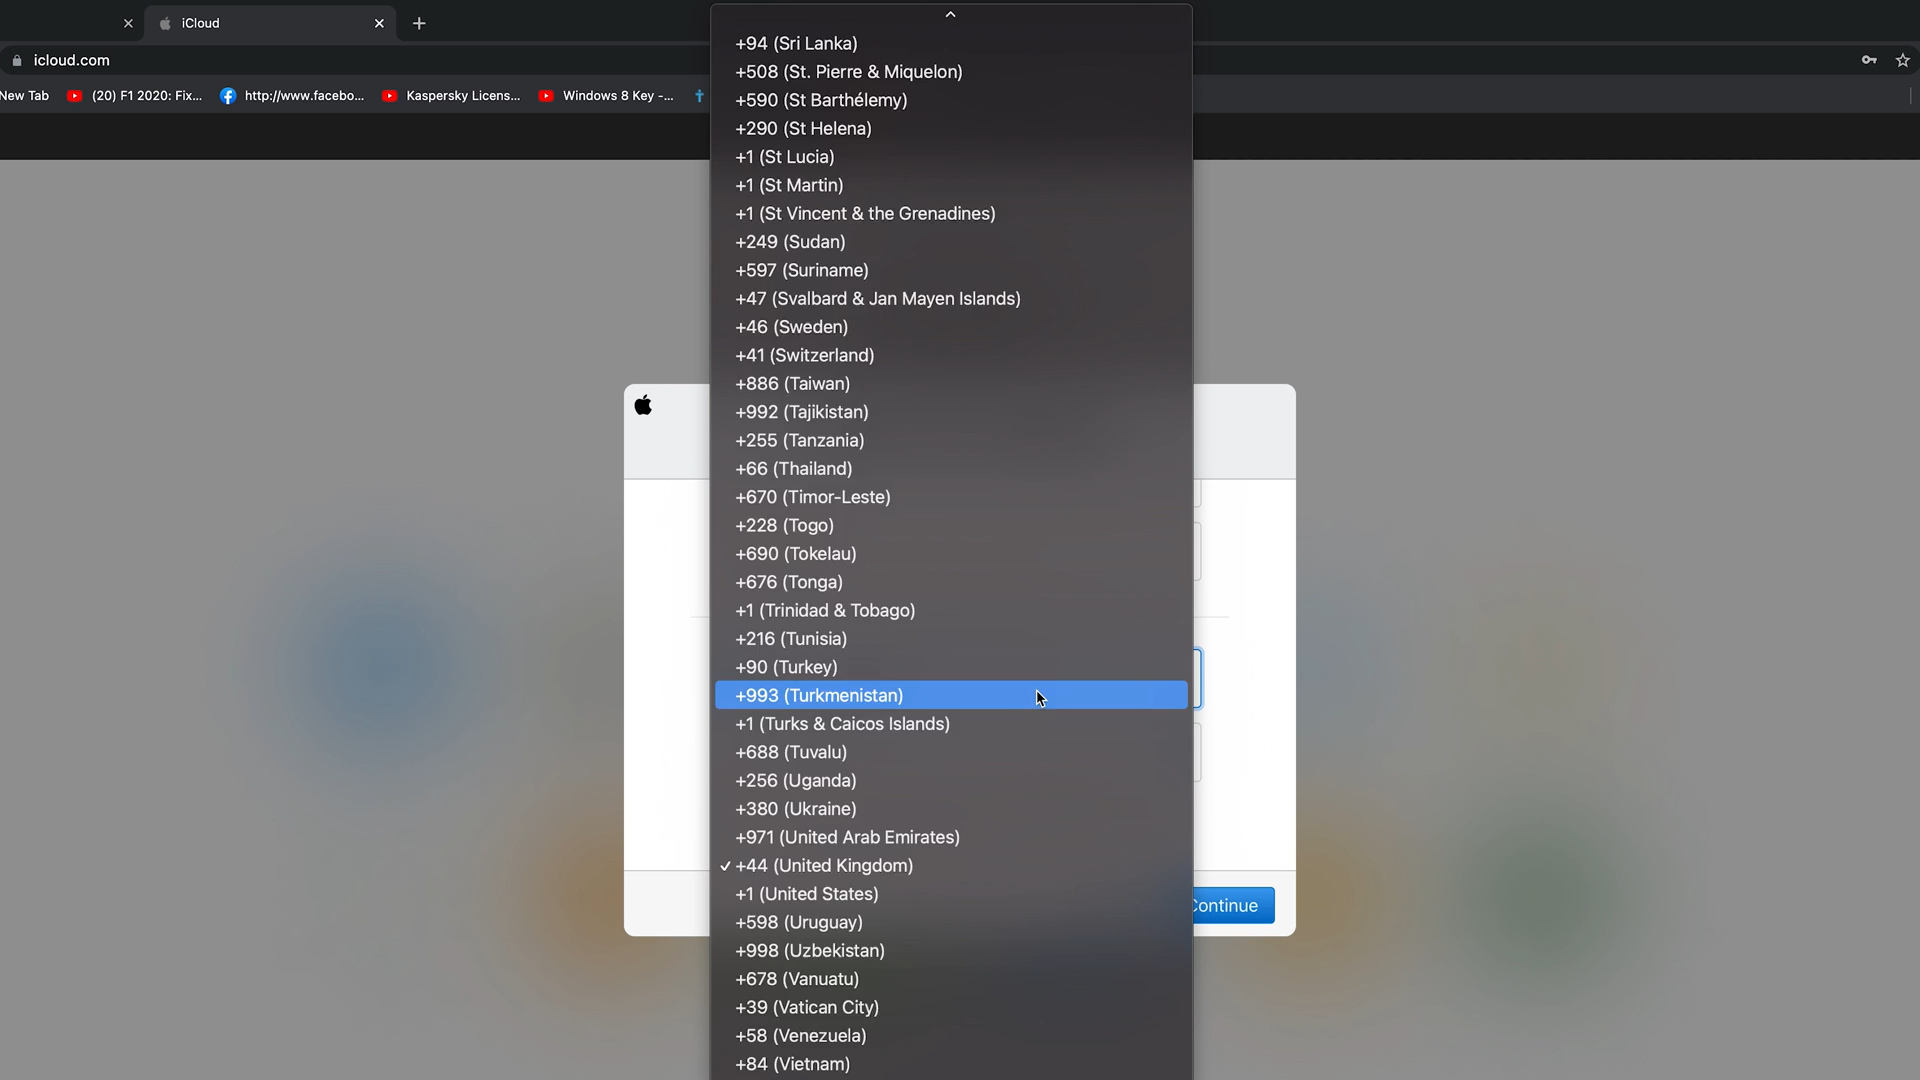 iCloud
icloud.com
New Tab
(20) F1 2020: Fix...
http://www.facebo...
Kaspersky Licens...
Windows 8 Key -...
+94 (Sri Lanka)
+508 (St. Pierre & Miquelon)
+590 (St Barthélemy)
+290 (St Helena)
+1 (St Lucia)
+1 (St Martin)
+1 (St Vincent & the Grenadines)
+249 (Sudan)
+597 (Suriname)
+47 (Svalbard & Jan Mayen Islands)
+46 (Sweden)
+41 (Switzerland)
+886 (Taiwan)
+992 (Tajikistan)
+255 (Tanzania)
+66 (Thailand)
+670 (Timor-Leste)
+228 (Togo)
+690 (Tokelau)
+676 (Tonga)
+1 (Trinidad & Tobago)
+216 (Tunisia)
+90 (Turkey)
+993 (Turkmenistan)
+1 (Turks & Caicos Islands)
+688 (Tuvalu)
+256 (Uganda)
+380 (Ukraine)
+971 (United Arab Emirates)
✓ +44 (United Kingdom)
+1 (United States)
Continue
+598 (Uruguay)
+998 (Uzbekistan)
+678 (Vanuatu)
+39 (Vatican City)
+58 (Venezuela)
+84 (Vietnam)